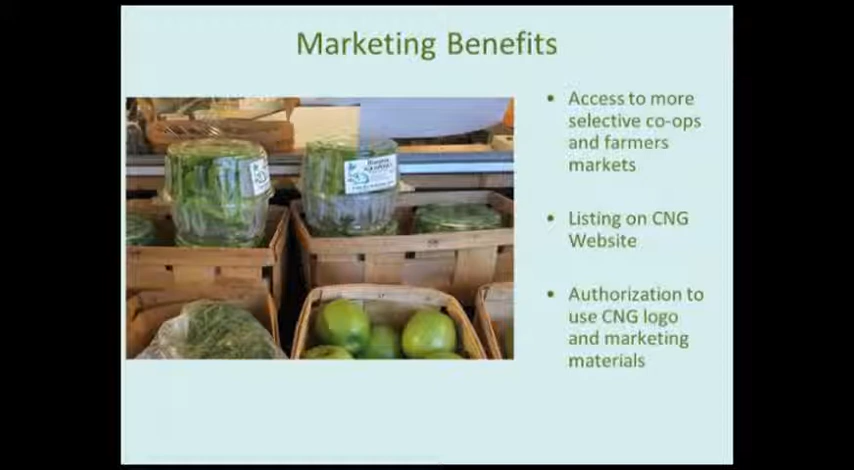 Marketing Benefits
• Access to more
selective co-ops
and farmers
markets
• Listing on CNG
Website
• Authorization to
use CNG logo
and marketing
materials